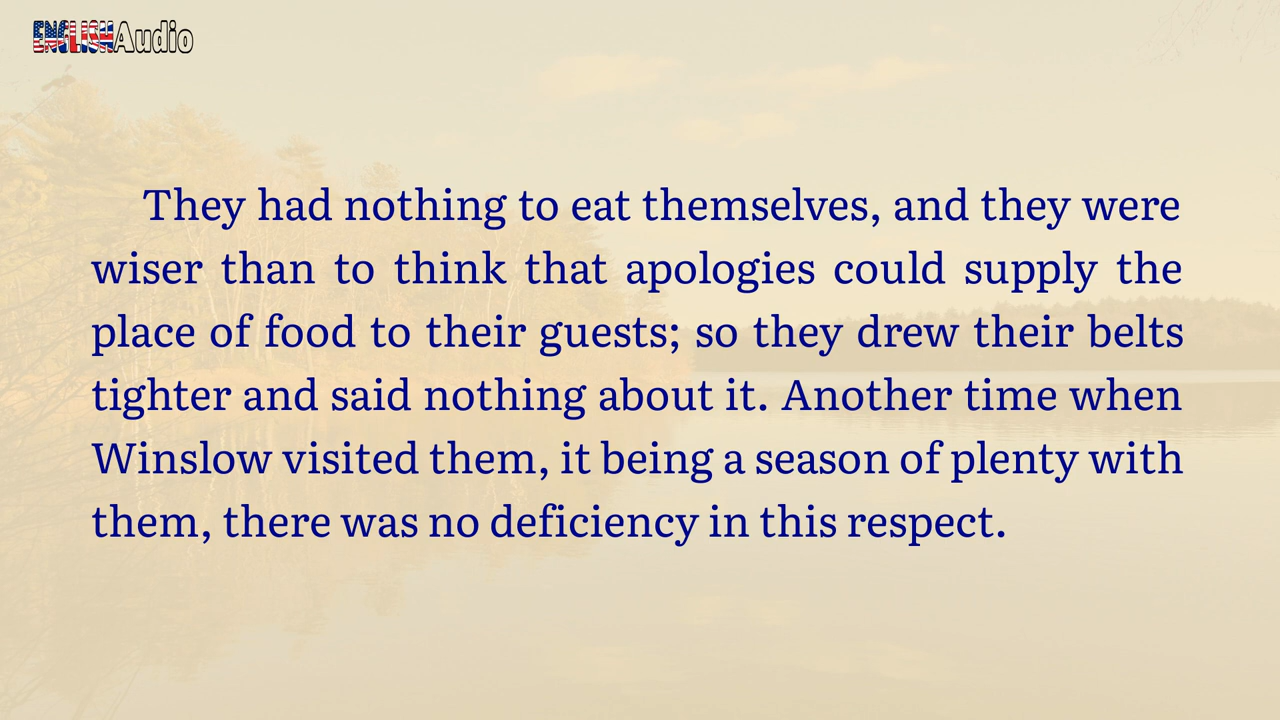 ENGLISHAudio
They had nothing to eat themselves, and they were
wiser than to think that apologies could supply the
place of food to their guests; so they drew their belts
tighter and said nothing about it. Another time when
Winslow visited them, it being a season of plenty with
them, there was no deficiency in this respect.